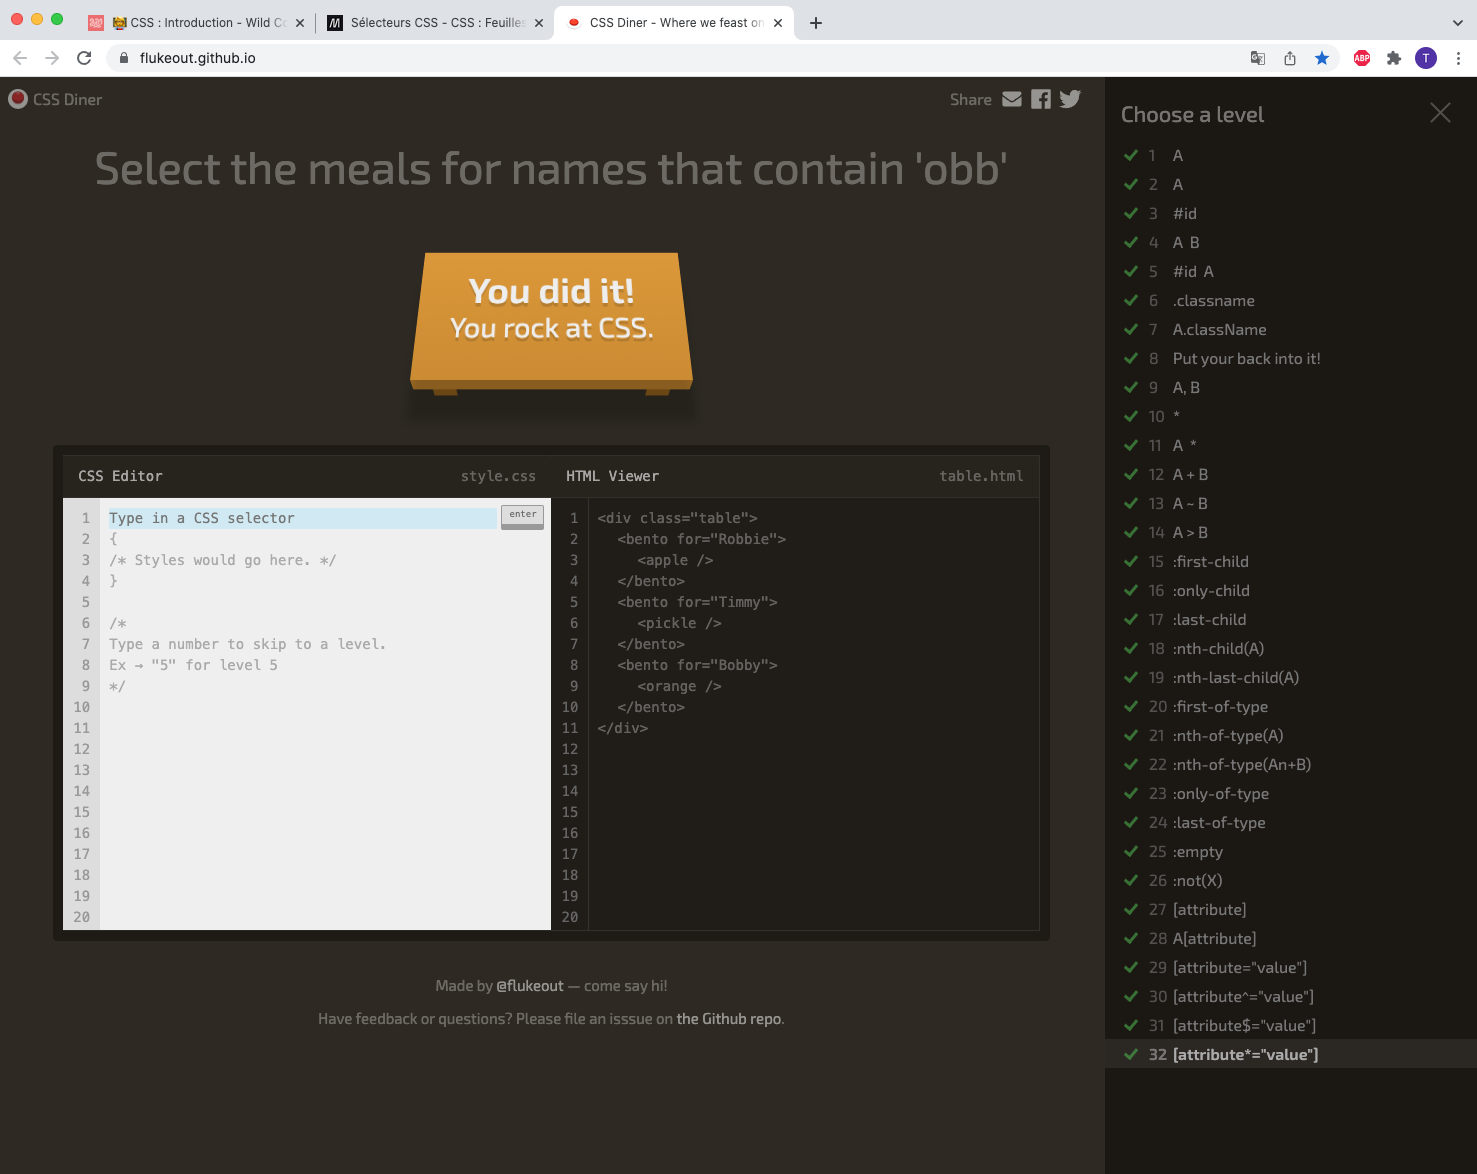 CSS : Introduction - Wild Co
Sélecteurs CSS - CSS : Feuilles
CSS Diner - Where we feast on
flukeout.github.io
ABP
T
CSS Diner
Share
Select the meals for names that contain 'obb'
You did it!
You rock at CSS.
CSS Editor
style.css
HTML Viewer
table.html
1 Type in a CSS selector
enter
2 {
3 /* Styles would go here. */
4 }
5
6 /*
7 Type a number to skip to a level.
8 Ex → "5" for level 5
9 */
10
11
12
13
14
15
16
17
18
19
20
1 <div class="table">
2 <bento for="Robbie">
3 <apple />
4 </bento>
5 <bento for="Timmy">
6 <pickle />
7 </bento>
8 <bento for="Bobby">
9 <orange />
10 </bento>
11 </div>
12
13
14
15
16
17
18
19
20
Made by @flukeout — come say hi!
Have feedback or questions? Please file an isssue on the Github repo.
Choose a level
1 A
2 A
3 #id
4 A B
5 #id A
6 .classname
7 A.className
8 Put your back into it!
9 A, B
10 *
11 A *
12 A + B
13 A ~ B
14 A > B
15 :first-child
16 :only-child
17 :last-child
18 :nth-child(A)
19 :nth-last-child(A)
20 :first-of-type
21 :nth-of-type(A)
22 :nth-of-type(An+B)
23 :only-of-type
24 :last-of-type
25 :empty
26 :not(X)
27 [attribute]
28 A[attribute]
29 [attribute="value"]
30 [attribute^="value"]
31 [attribute$="value"]
32 [attribute*="value"]